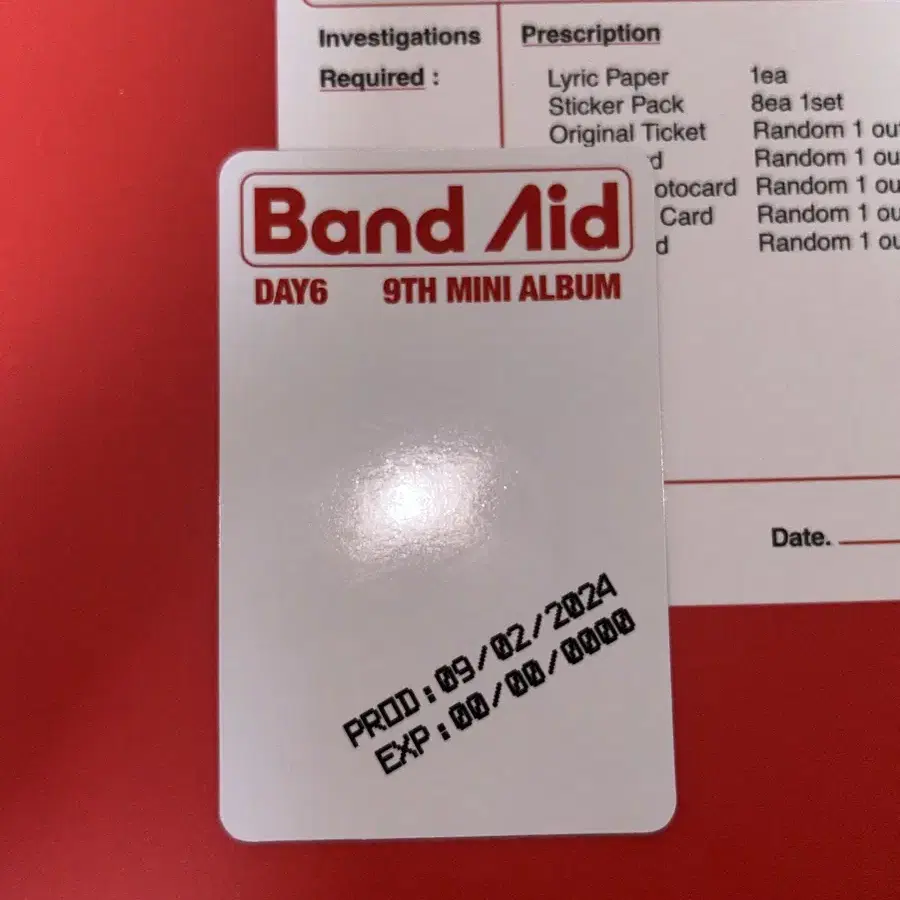 Investigations
Required :
Prescription
Lyric Paper 1ea
Sticker Pack 8ea 1set
Original Ticket Random 1 ou
d Random 1 ou
otocard Random 1 ou
Card Random 1 ou
d Random 1 ou
Band Aid
DAY6 9TH MINI ALBUM
Date.
PROD:09/02/2024
EXP:00/00/0000